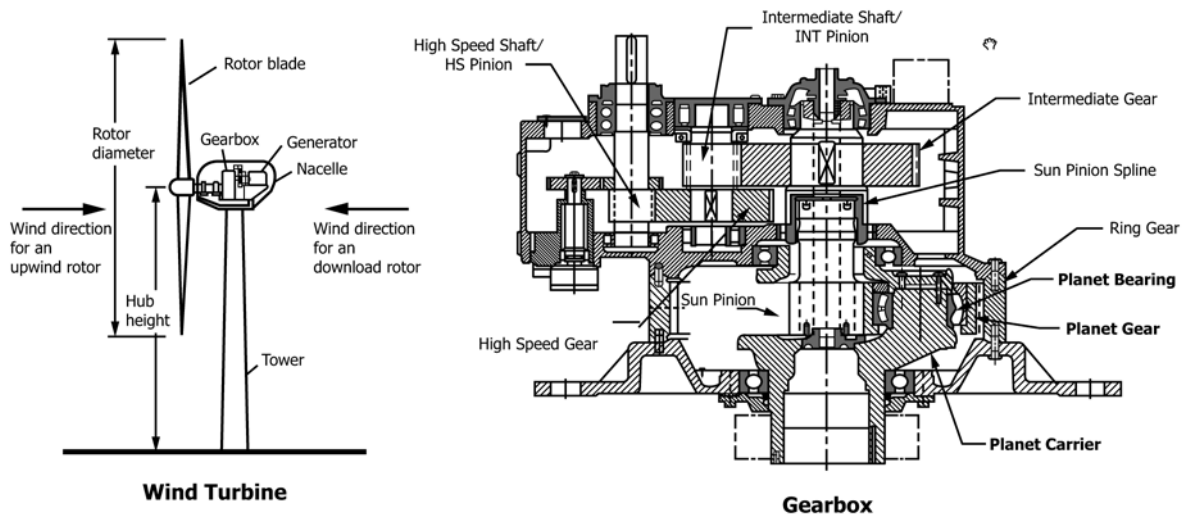 Rotor blade
Rotor
diameter
Gearbox
Generator
Nacelle
Wind direction
for an
upwind rotor
Wind direction
for an
download rotor
Hub
height
Tower
Wind Turbine
High Speed Shaft/
HS Pinion
Intermediate Shaft/
INT Pinion
Intermediate Gear
Sun Pinion Spline
Ring Gear
Planet Bearing
Sun Pinion
Planet Gear
High Speed Gear
Planet Carrier
Gearbox